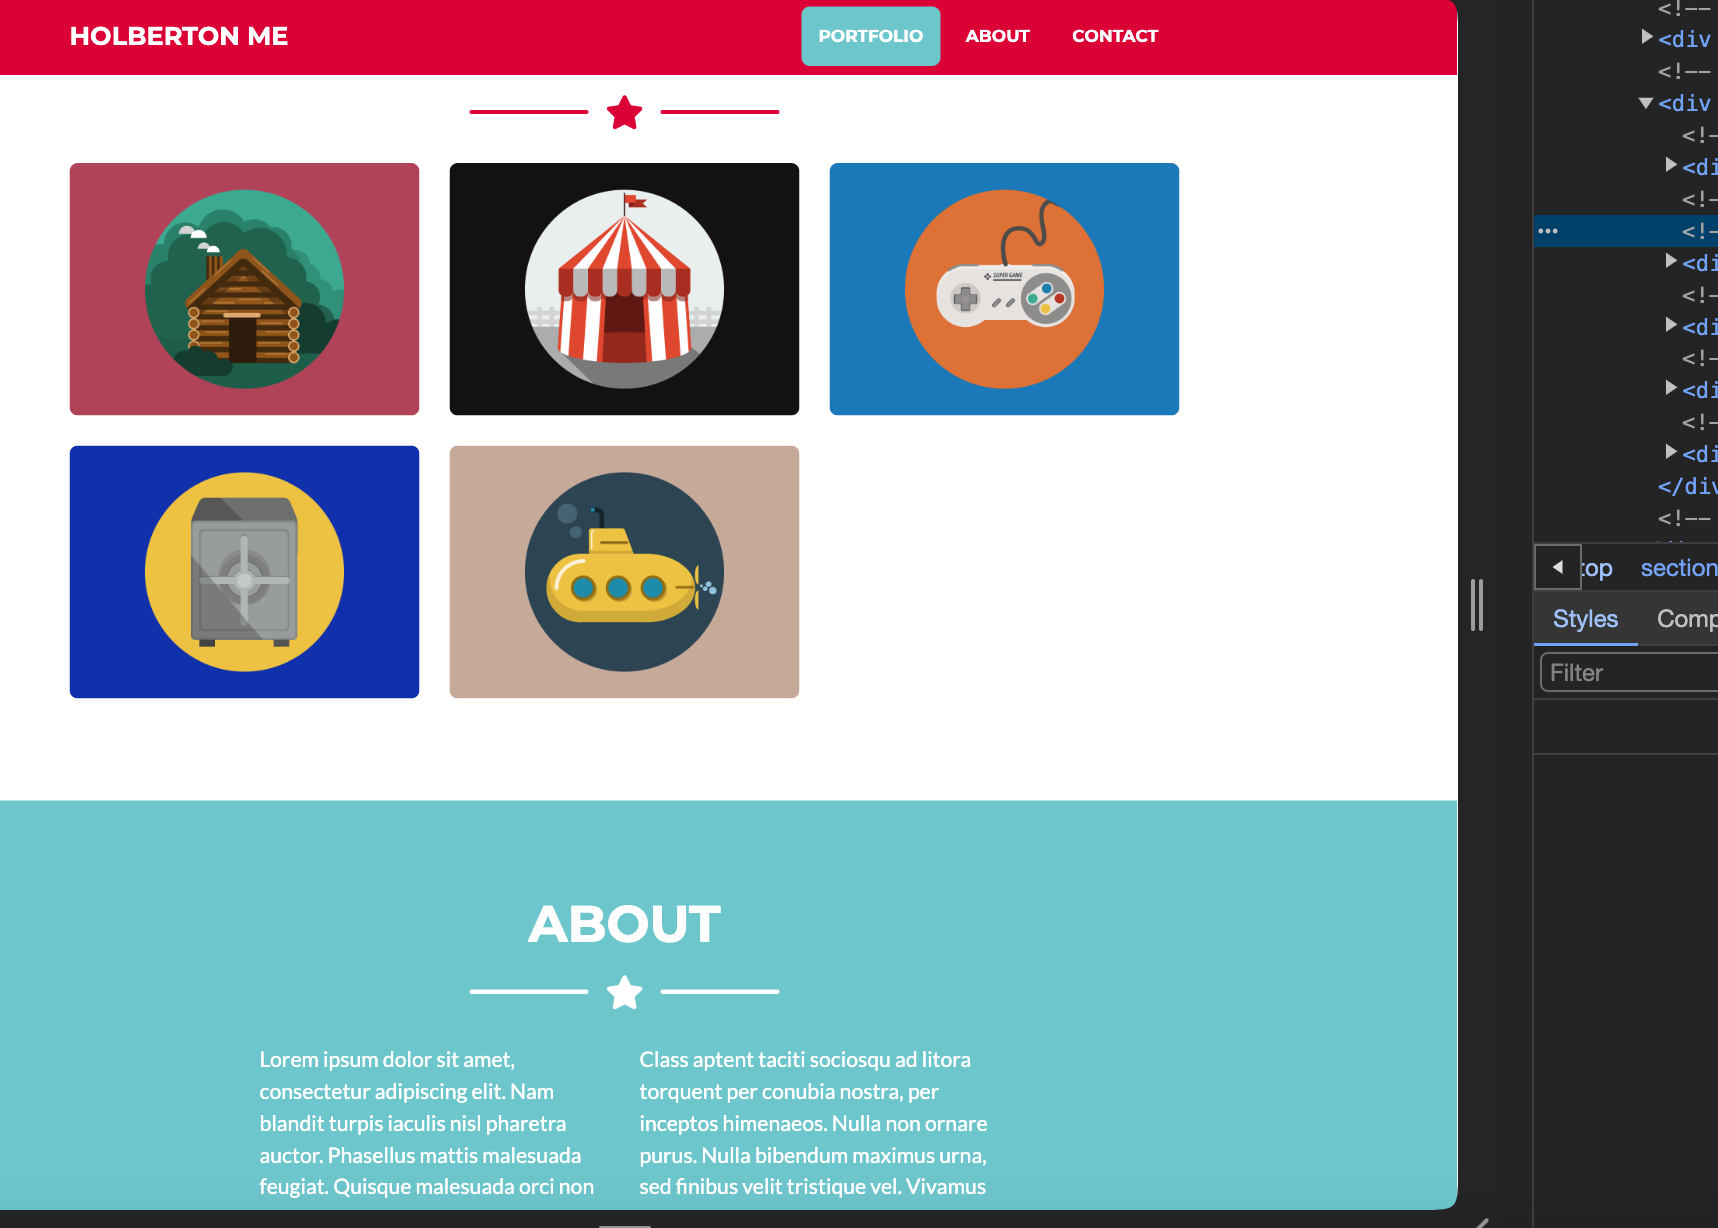 HOLBERTON ME
PORTFOLIO
ABOUT
CONTACT
SUPER GAME
ABOUT
Lorem ipsum dolor sit amet,
consectetur adipiscing elit. Nam
blandit turpis iaculis nisl pharetra
auctor. Phasellus mattis malesuada
feugiat. Quisque malesuada orci non
Class aptent taciti sociosqu ad litora
torquent per conubia nostra, per
inceptos himenaeos. Nulla non ornare
purus. Nulla bibendum maximus urna,
sed finibus velit tristique vel. Vivamus
<!--
<div
<!--
<div
<!-
<di
<!-
<!-
<di
<!-
<di
<!-
<di
<!-
<di
</div
<!--
top section
Styles Comp
Filter